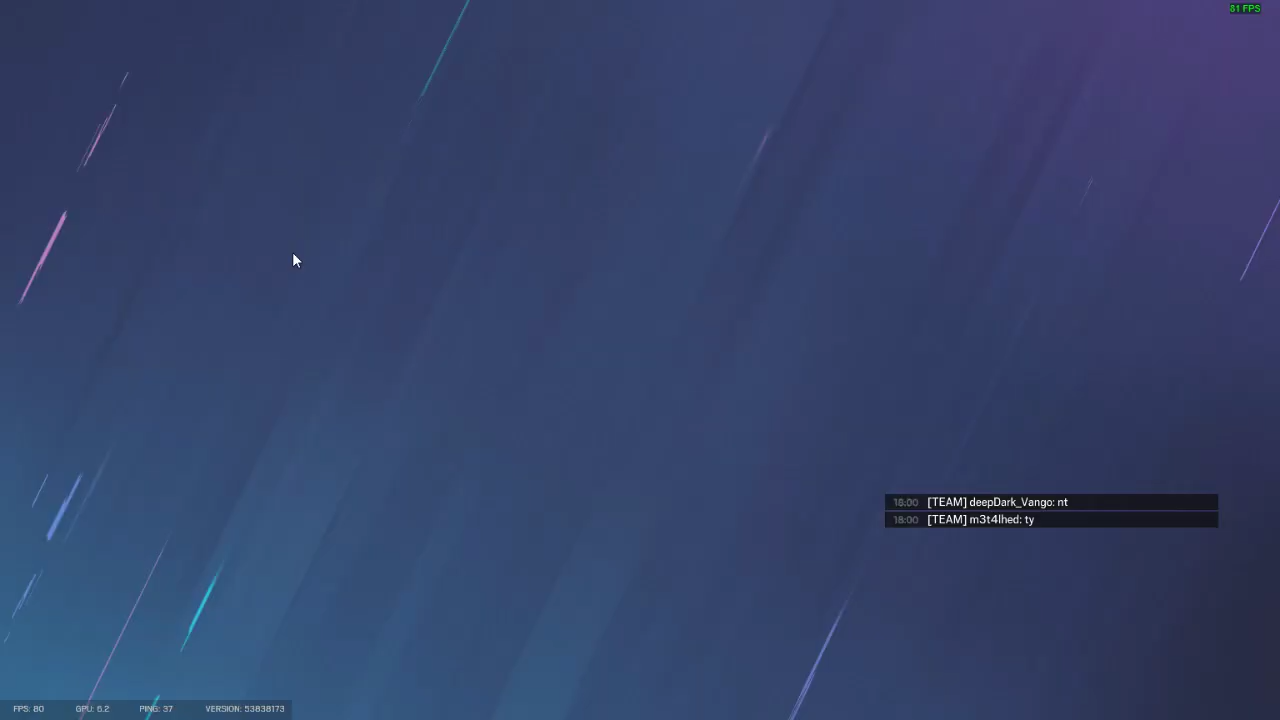 81 FPS
18:00 [TEAM] deepDark_Vango: nt
18:00 [TEAM] m3t4lhed: ty
FPS: 80 GPU: 6.2 PING: 37 VERSION: 53838173